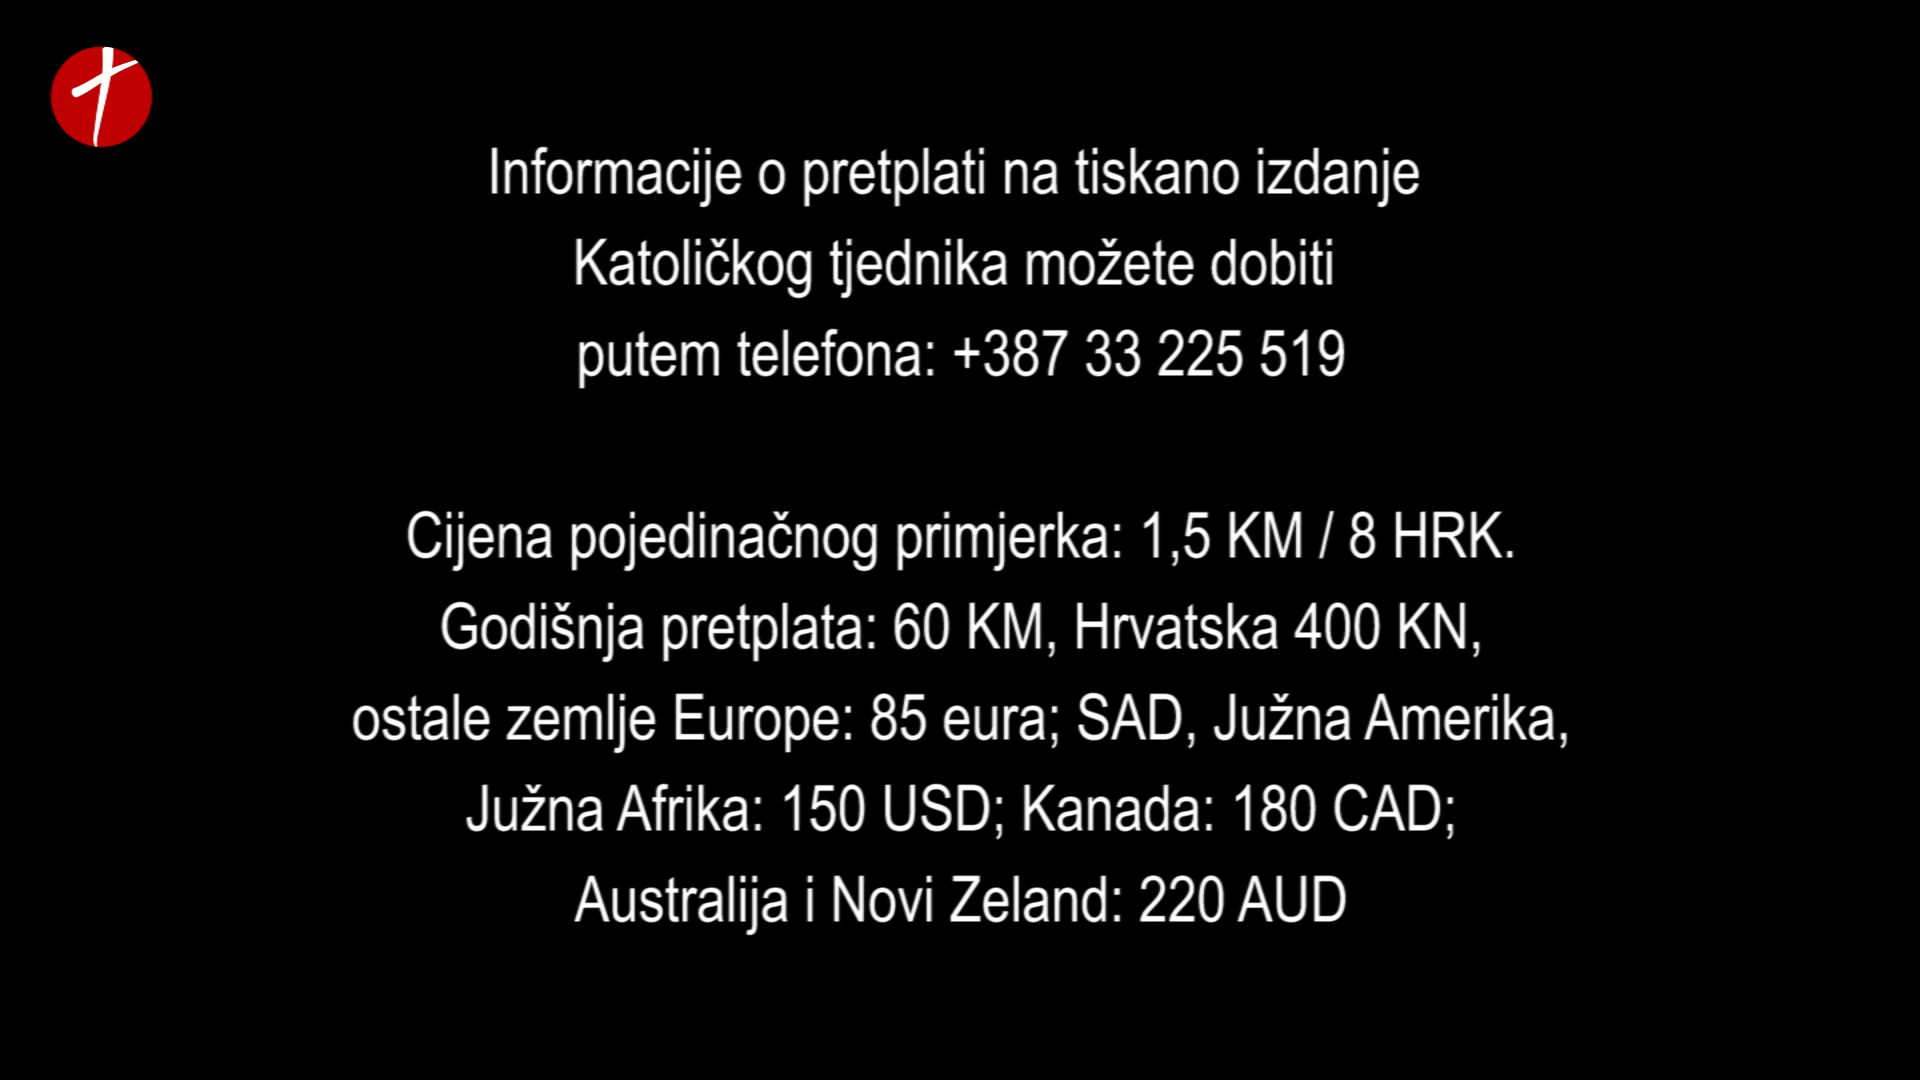 Informacije o pretplati na tiskano izdanje
Katoličkog tjednika možete dobiti
putem telefona: +387 33 225 519
Cijena pojedinačnog primjerka: 1,5 KM / 8 HRK.
Godišnja pretplata: 60 KM, Hrvatska 400 KN,
ostale zemlje Europe: 85 eura; SAD, Južna Amerika,
Južna Afrika: 150 USD; Kanada: 180 CAD;
Australija i Novi Zeland: 220 AUD